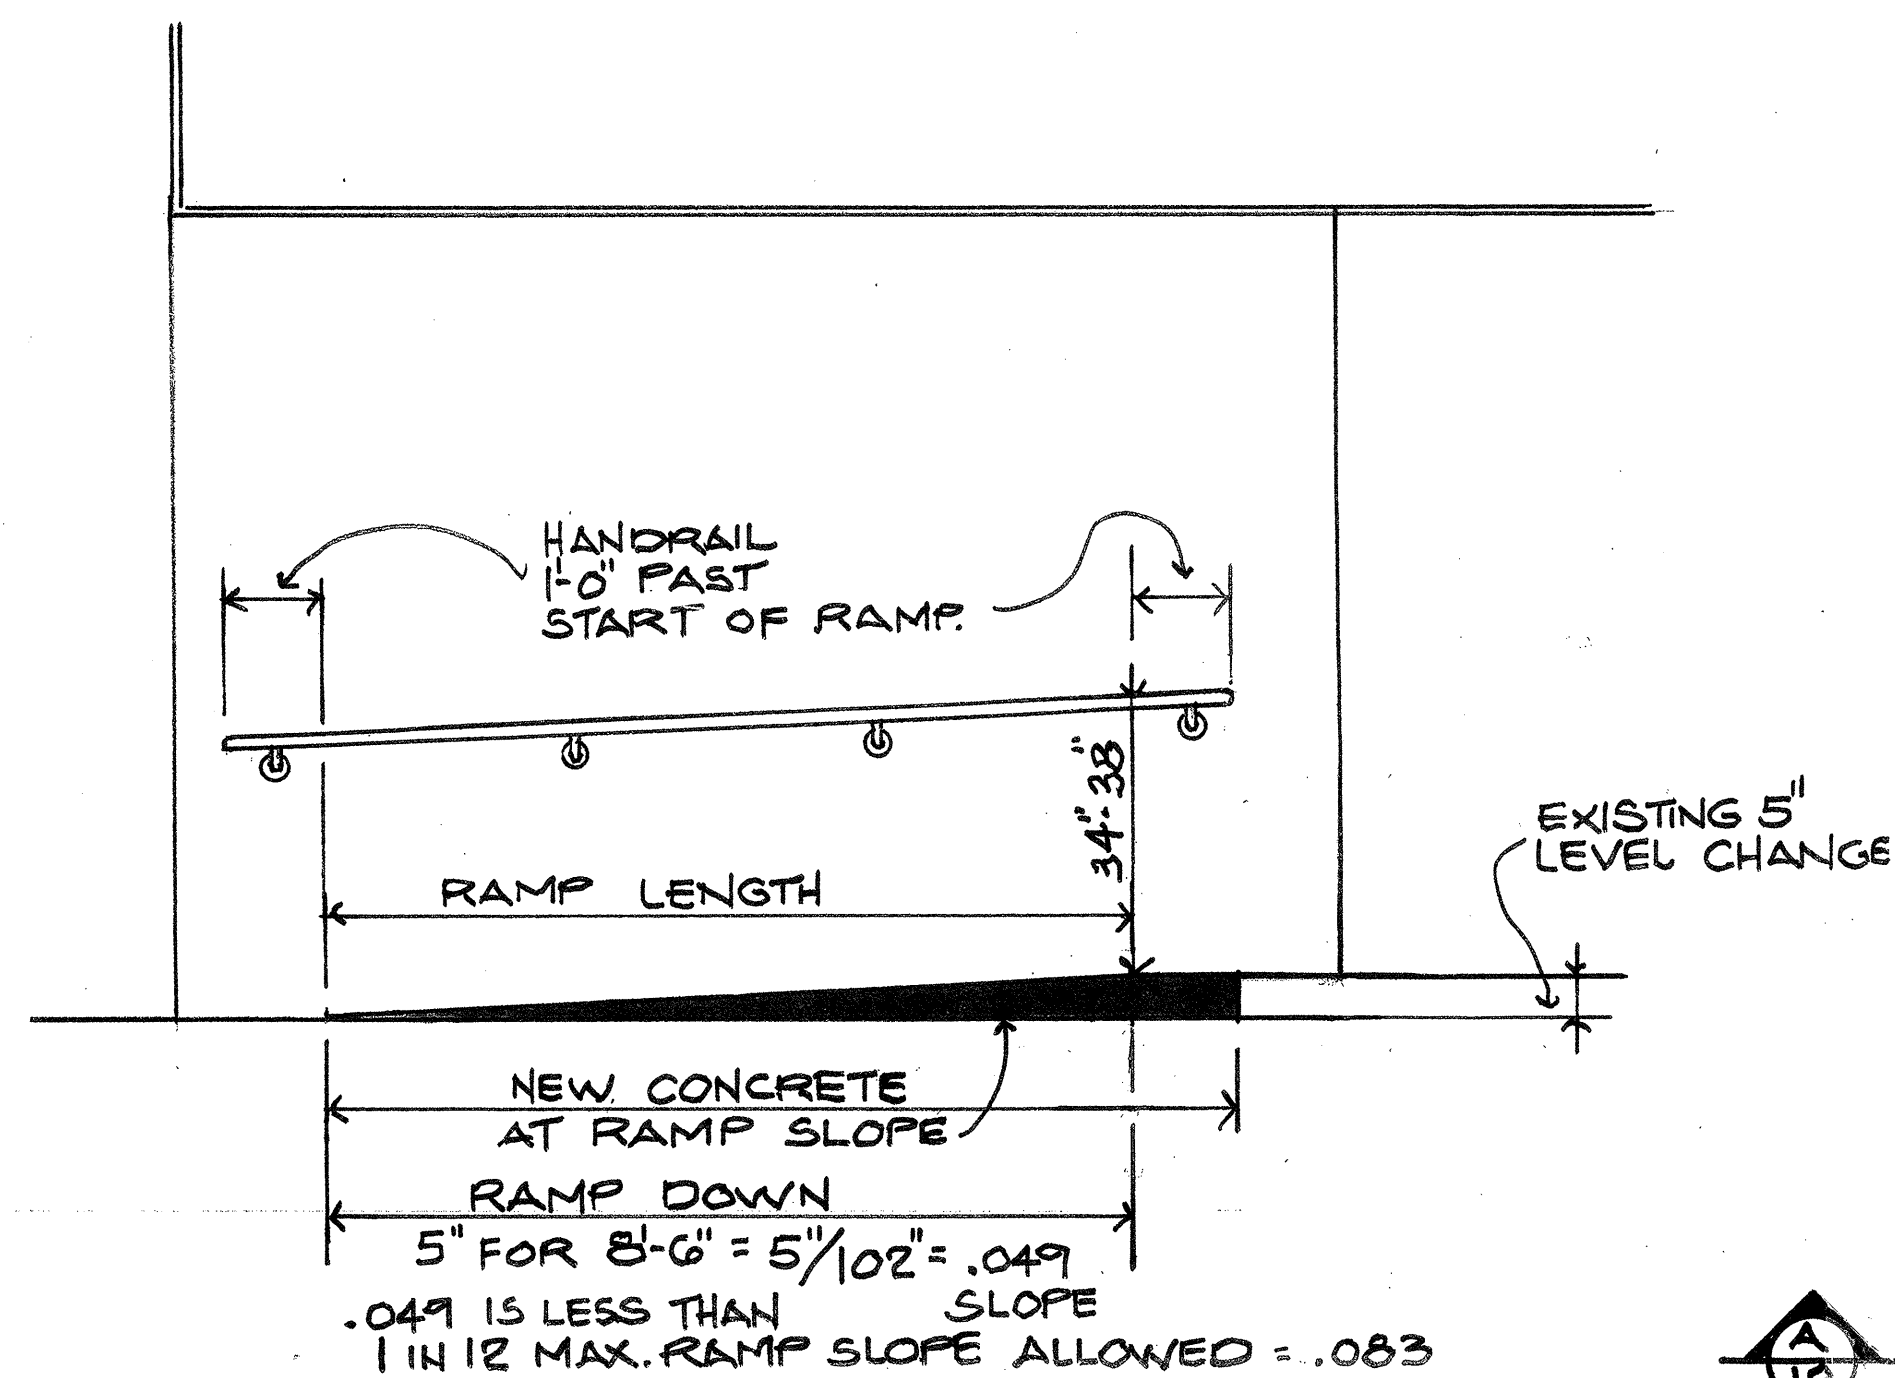 HANDRAIL
1'-0" PAST
START OF RAMP.
34"-38"
EXISTING 5"
LEVEL CHANGE
RAMP LENGTH
NEW CONCRETE
AT RAMP SLOPE
RAMP DOWN
5" FOR 8'-6" = 5"/102" = .049
SLOPE
.049 IS LESS THAN
1 IN 12 MAX. RAMP SLOPE ALLOWED = .083
A